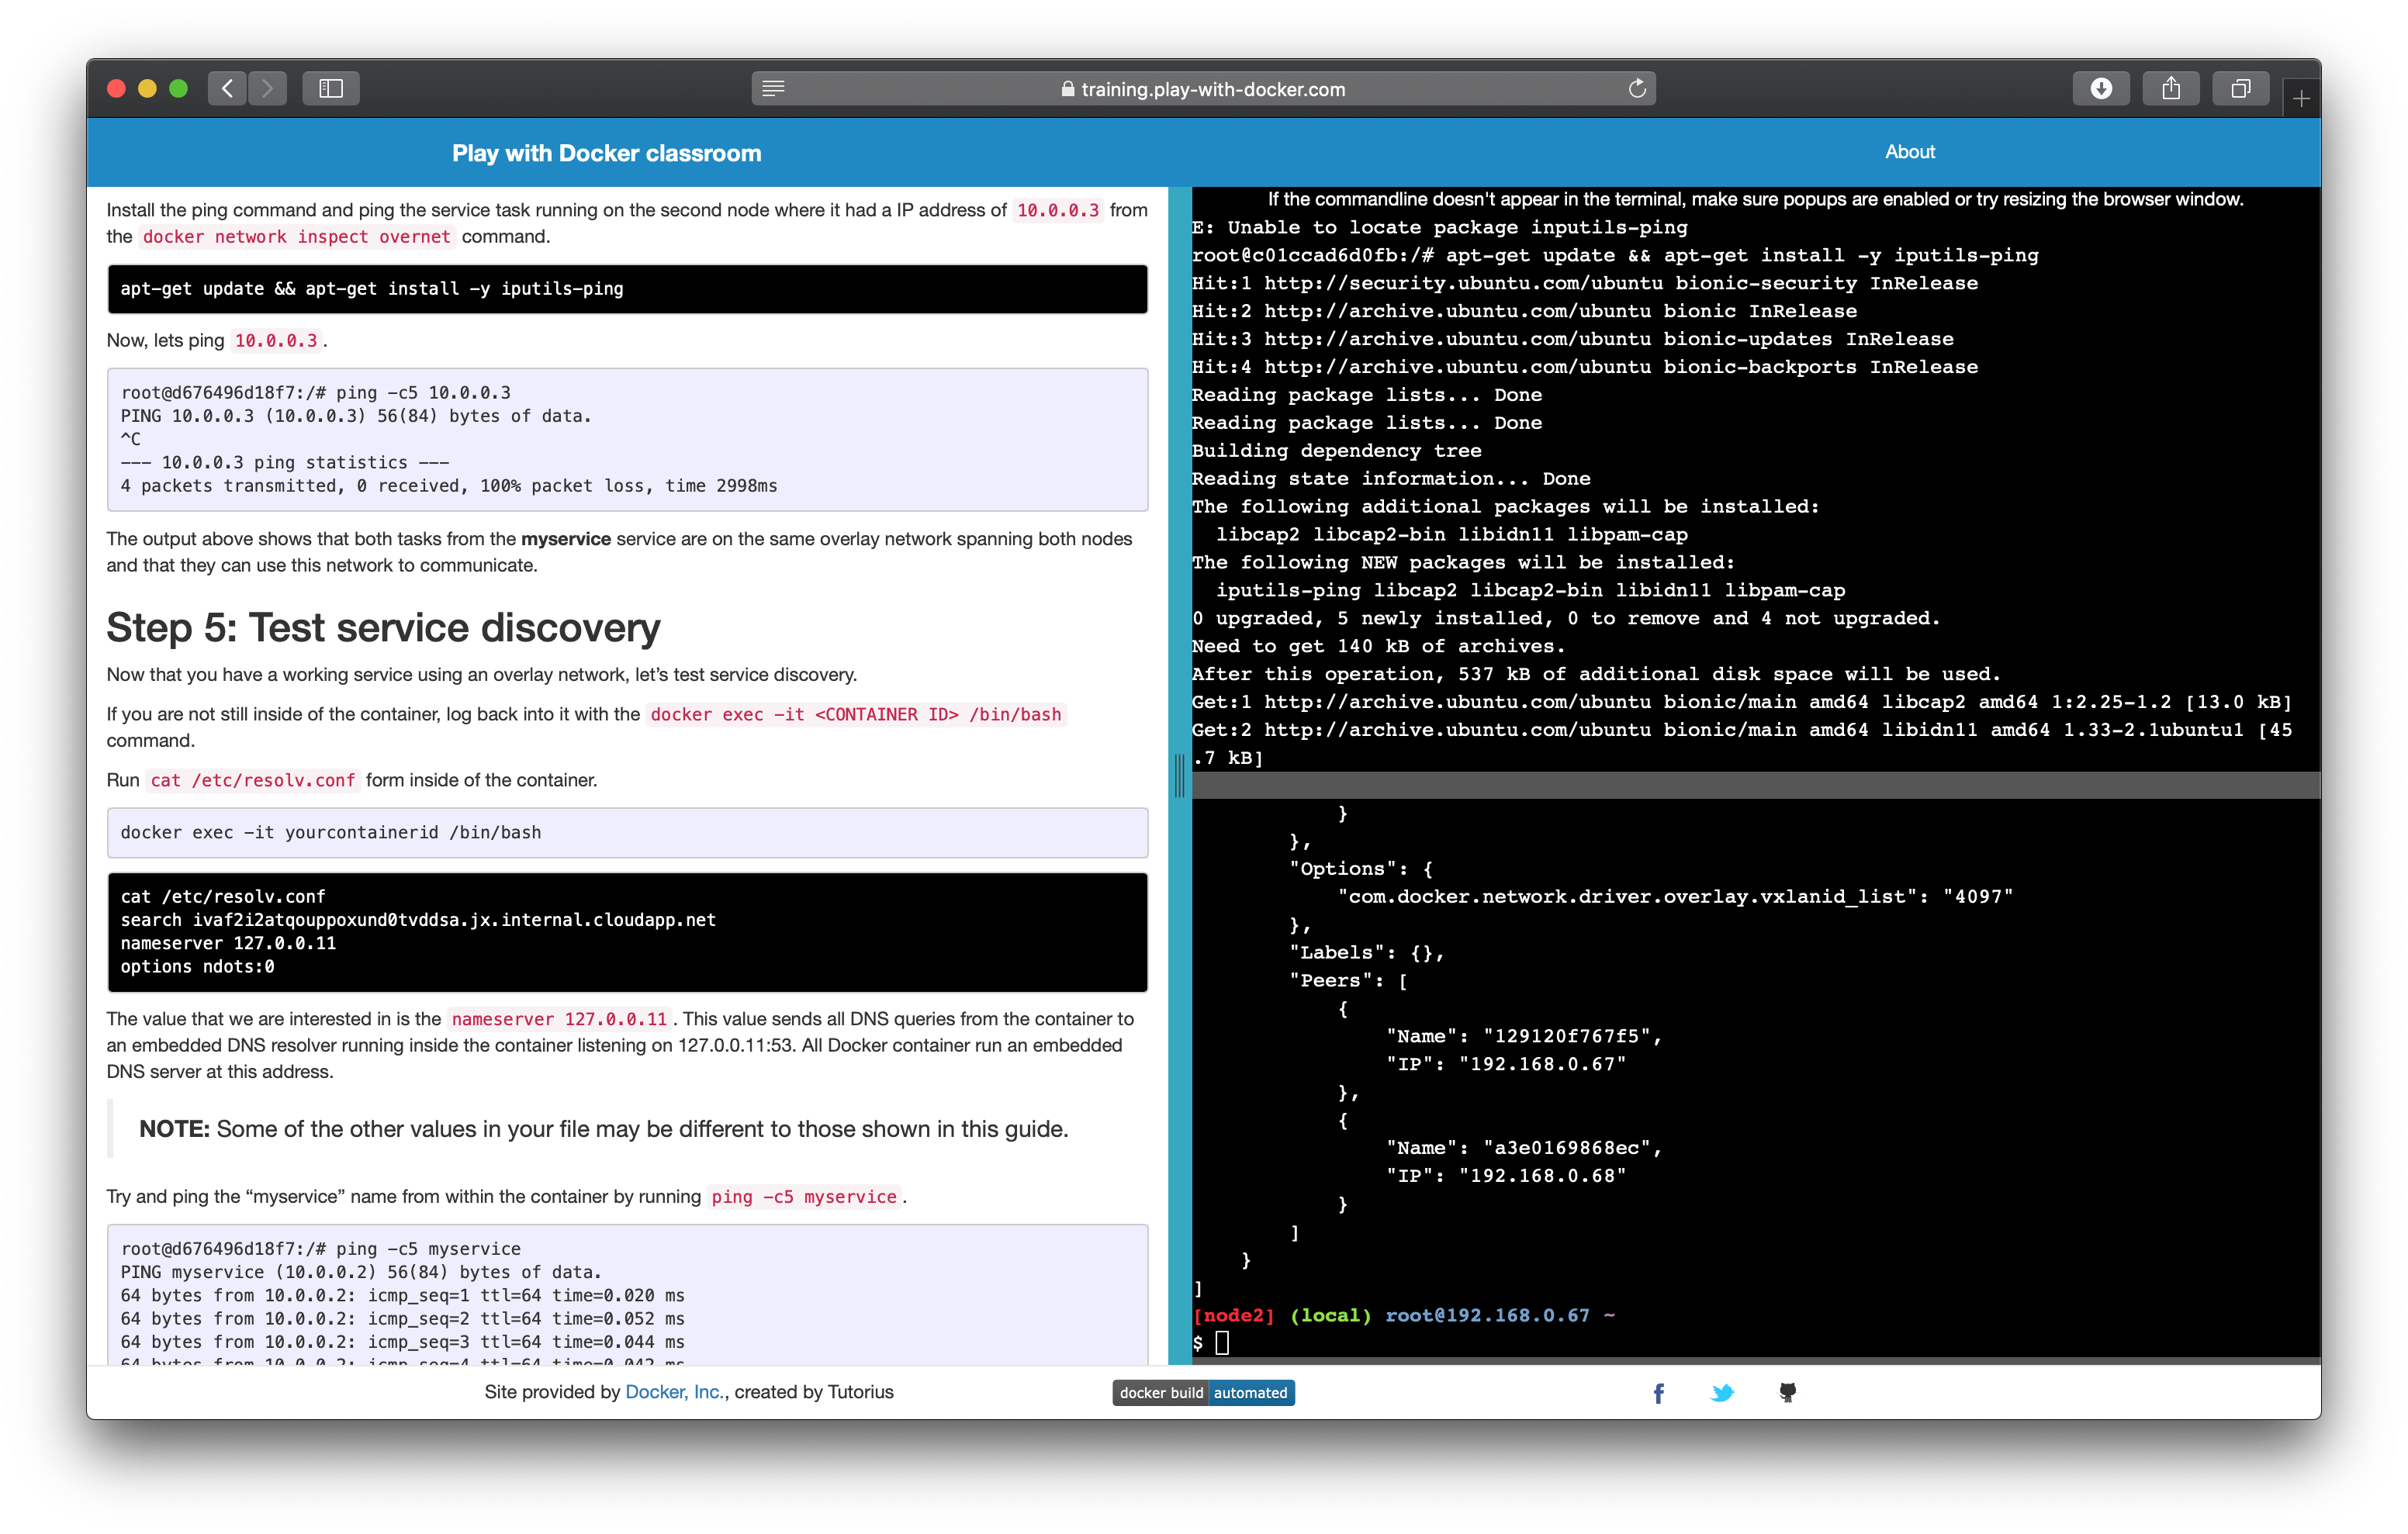 training.play-with-docker.com
Play with Docker classroom
About
Install the ping command and ping the service task running on the second node where it had a IP address of 10.0.0.3 from
the docker network inspect overnet command.
apt-get update && apt-get install -y iputils-ping
Now, lets ping 10.0.0.3.
root@d676496d18f7:/# ping -c5 10.0.0.3
PING 10.0.0.3 (10.0.0.3) 56(84) bytes of data.
^C
--- 10.0.0.3 ping statistics ---
4 packets transmitted, 0 received, 100% packet loss, time 2998ms
The output above shows that both tasks from the myservice service are on the same overlay network spanning both nodes
and that they can use this network to communicate.
Step 5: Test service discovery
Now that you have a working service using an overlay network, let’s test service discovery.
If you are not still inside of the container, log back into it with the docker exec -it <CONTAINER ID> /bin/bash
command.
Run cat /etc/resolv.conf form inside of the container.
docker exec -it yourcontainerid /bin/bash
cat /etc/resolv.conf
search ivaf2i2atqouppoxund0tvddsa.jx.internal.cloudapp.net
nameserver 127.0.0.11
options ndots:0
The value that we are interested in is the nameserver 127.0.0.11. This value sends all DNS queries from the container to
an embedded DNS resolver running inside the container listening on 127.0.0.11:53. All Docker container run an embedded
DNS server at this address.
NOTE: Some of the other values in your file may be different to those shown in this guide.
Try and ping the “myservice” name from within the container by running ping -c5 myservice.
root@d676496d18f7:/# ping -c5 myservice
PING myservice (10.0.0.2) 56(84) bytes of data.
64 bytes from 10.0.0.2: icmp_seq=1 ttl=64 time=0.020 ms
64 bytes from 10.0.0.2: icmp_seq=2 ttl=64 time=0.052 ms
64 bytes from 10.0.0.2: icmp_seq=3 ttl=64 time=0.044 ms
64 bytes from 10.0.0.2: icmp_seq=4 ttl=64 time=0.042 ms
If the commandline doesn't appear in the terminal, make sure popups are enabled or try resizing the browser window.
E: Unable to locate package inputils-ping
root@c01ccad6d0fb:/# apt-get update && apt-get install -y iputils-ping
Hit:1 http://security.ubuntu.com/ubuntu bionic-security InRelease
Hit:2 http://archive.ubuntu.com/ubuntu bionic InRelease
Hit:3 http://archive.ubuntu.com/ubuntu bionic-updates InRelease
Hit:4 http://archive.ubuntu.com/ubuntu bionic-backports InRelease
Reading package lists... Done
Reading package lists... Done
Building dependency tree
Reading state information... Done
The following additional packages will be installed:
libcap2 libcap2-bin libidn11 libpam-cap
The following NEW packages will be installed:
iputils-ping libcap2 libcap2-bin libidn11 libpam-cap
0 upgraded, 5 newly installed, 0 to remove and 4 not upgraded.
Need to get 140 kB of archives.
After this operation, 537 kB of additional disk space will be used.
Get:1 http://archive.ubuntu.com/ubuntu bionic/main amd64 libcap2 amd64 1:2.25-1.2 [13.0 kB]
Get:2 http://archive.ubuntu.com/ubuntu bionic/main amd64 libidn11 amd64 1.33-2.1ubuntu1 [45
.7 kB]
}
},
"Options": {
"com.docker.network.driver.overlay.vxlanid_list": "4097"
},
"Labels": {},
"Peers": [
{
"Name": "129120f767f5",
"IP": "192.168.0.67"
},
{
"Name": "a3e0169868ec",
"IP": "192.168.0.68"
}
]
}
]
[node2] (local) root@192.168.0.67 ~
$
Site provided by Docker, Inc., created by Tutorius
docker build automated